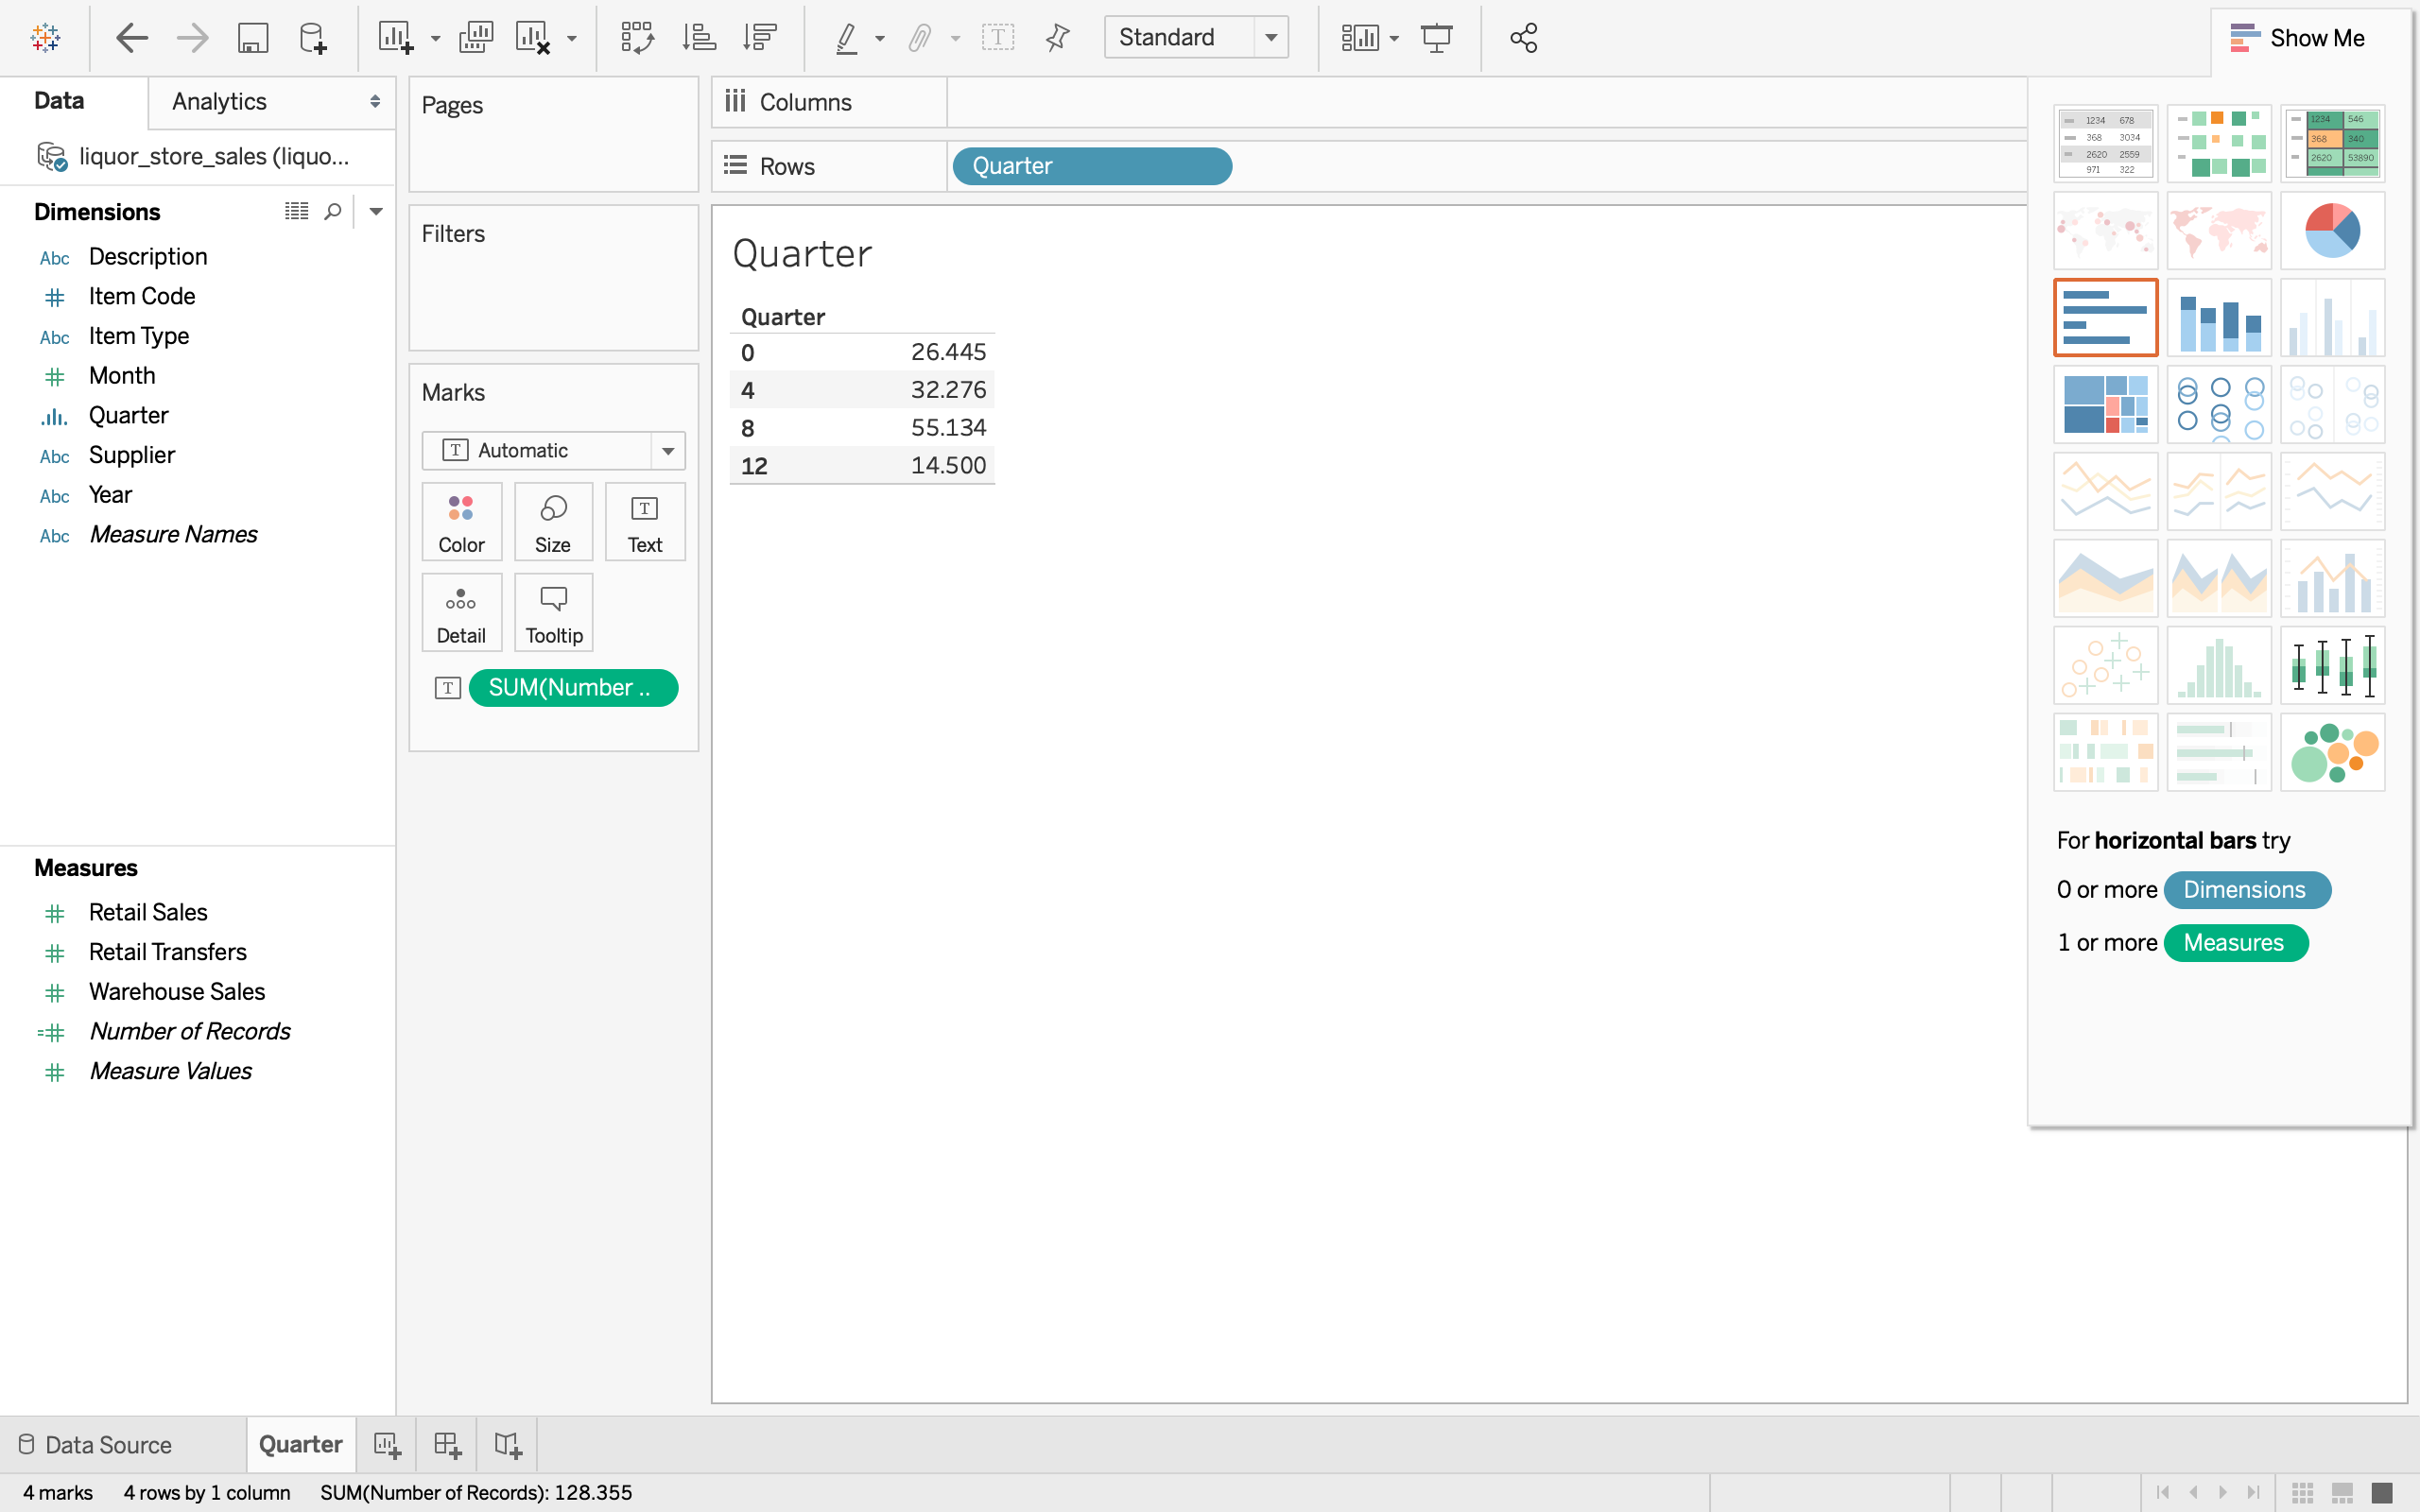 Standard
Show Me
Data
Analytics
liquor_store_sales (liquo...
Dimensions
Abc Description
Item Code
Abc Item Type
Month
Quarter
Abc Supplier
Abc Year
Abc Measure Names
Measures
Retail Sales
Retail Transfers
Warehouse Sales
Number of Records
Measure Values
Pages
Filters
Marks
T Automatic
Color
Size
T Text
Detail
Tooltip
T SUM(Number ..
Columns
Rows
Quarter
Quarter
Quarter
0 26.445
4 32.276
8 55.134
12 14.500
1234 678
368 3034
2620 2559
971 322
1234 546
368 340
2620 53890
For horizontal bars try
0 or more Dimensions
1 or more Measures
Data Source
Quarter
4 marks
4 rows by 1 column
SUM(Number of Records): 128.355